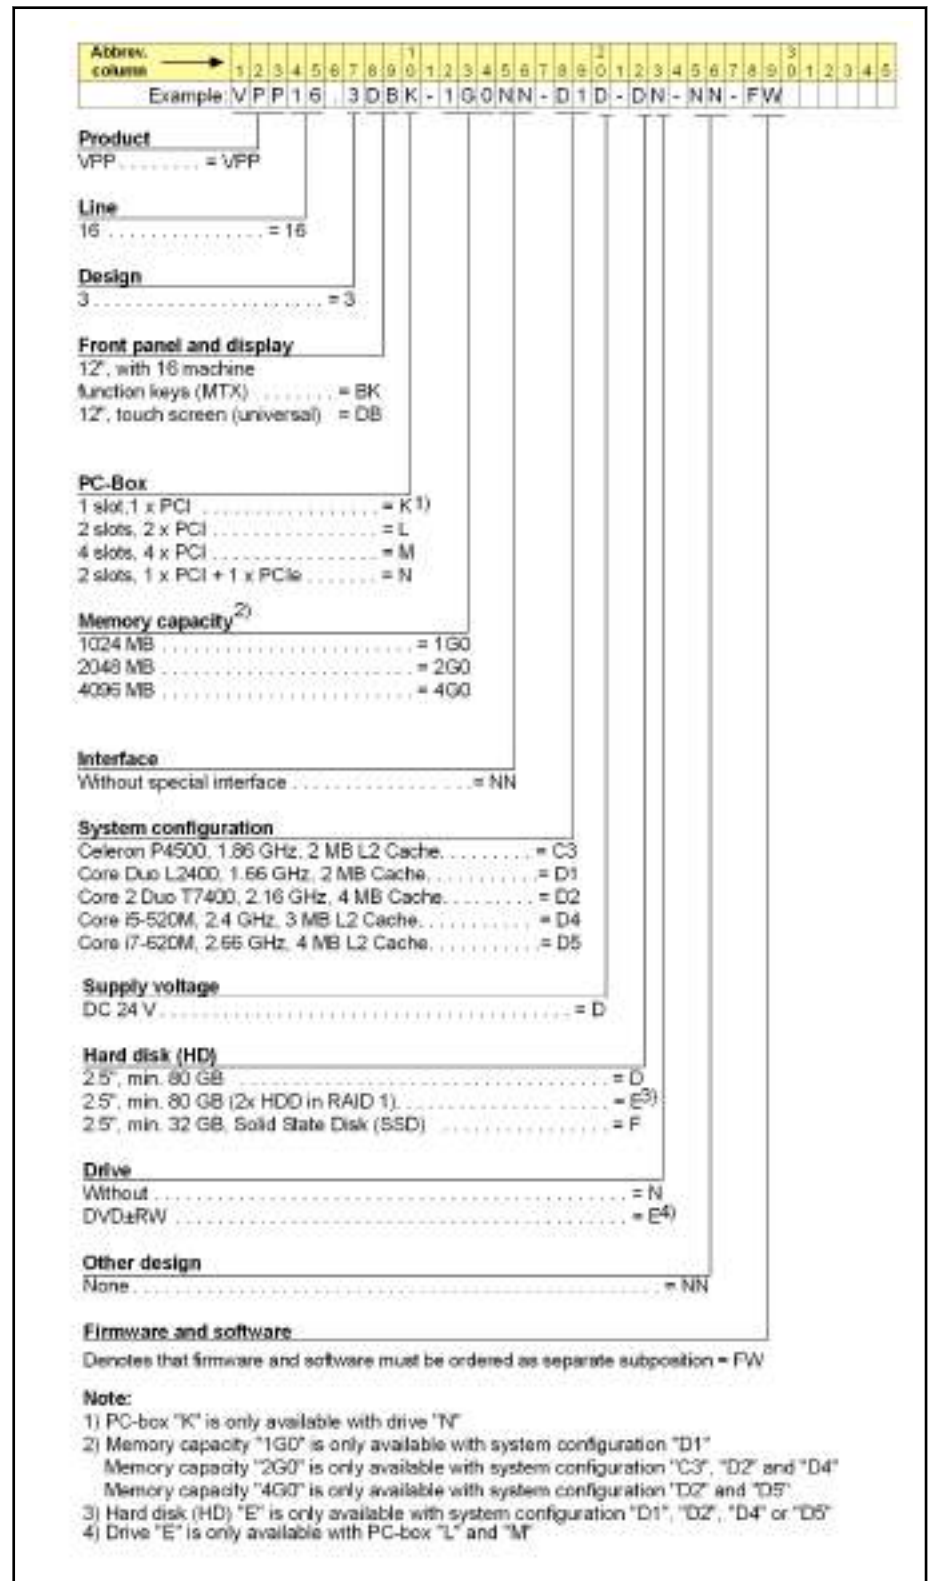 Abbrev. 1 2 3
column 1 2 3 4 5 6 7 8 9 0 1 2 3 4 5 6 7 8 9 0 1 2 3 4 5 6 7 8 9 0 1 2 3 4 5
Example: V P P 1 6 . 3 D B K - 1 G 0 N N - D 1 D - D N - N N - F W
Product
VPP . . . . . . . . = VPP
Line
16 . . . . . . . . . . . . . . . = 16
Design
3 . . . . . . . . . . . . . . . . . . . . . . = 3
Front panel and display
12", with 16 machine
function keys (MTX) . . . . . . . = BK
12", touch screen (universal) = DB
PC-Box
1 slot,1 x PCI . . . . . . . . . . . . . . . . . = K 1)
2 slots, 2 x PCI . . . . . . . . . . . . . . . . = L
4 slots, 4 x PCI . . . . . . . . . . . . . . . . = M
2 slots, 1 x PCI + 1 x PCIe . . . . . . . = N
Memory capacity 2)
1024 MB . . . . . . . . . . . . . . . . . . . . . . . . = 1G0
2048 MB . . . . . . . . . . . . . . . . . . . . . . . . = 2G0
4096 MB . . . . . . . . . . . . . . . . . . . . . . . . = 4G0
Interface
Without special interface . . . . . . . . . . . . . . . . . . = NN
System configuration
Celeron P4500, 1.86 GHz, 2 MB L2 Cache. . . . . . . . . = C3
Core Duo L2400, 1.66 GHz, 2 MB Cache. . . . . . . . . . . = D1
Core 2 Duo T7400, 2.16 GHz, 4 MB Cache. . . . . . . . . = D2
Core i5-520M, 2.4 GHz, 3 MB L2 Cache. . . . . . . . . . . . = D4
Core i7-620M, 2.66 GHz, 4 MB L2 Cache. . . . . . . . . . . = D5
Supply voltage
DC 24 V . . . . . . . . . . . . . . . . . . . . . . . . . . . . . . . . . . . . . . . . = D
Hard disk (HD)
2.5", min. 80 GB . . . . . . . . . . . . . . . . . . . . . . . . . . . . . . . . . . . . = D
2.5", min. 80 GB (2x HDD in RAID 1). . . . . . . . . . . . . . . . . . . . . = E3)
2.5", min. 32 GB, Solid State Disk (SSD) . . . . . . . . . . . . . . . . = F
Drive
Without . . . . . . . . . . . . . . . . . . . . . . . . . . . . . . . . . . . . . . . . . . . . . = N
DVD±RW . . . . . . . . . . . . . . . . . . . . . . . . . . . . . . . . . . . . . . . . . . . = E4)
Other design
None . . . . . . . . . . . . . . . . . . . . . . . . . . . . . . . . . . . . . . . . . . . . . . . . . . . = NN
Firmware and software
Denotes that firmware and software must be ordered as separate subposition = FW
Note:
1) PC-box "K" is only available with drive "N"
2) Memory capacity "1G0" is only available with system configuration "D1"
Memory capacity "2G0" is only available with system configuration "C3", "D2" and "D4"
Memory capacity "4G0" is only available with system configuration "D2" and "D5"
3) Hard disk (HD) "E" is only available with system configuration "D1", "D2", "D4" or "D5"
4) Drive "E" is only available with PC-box "L" and "M"